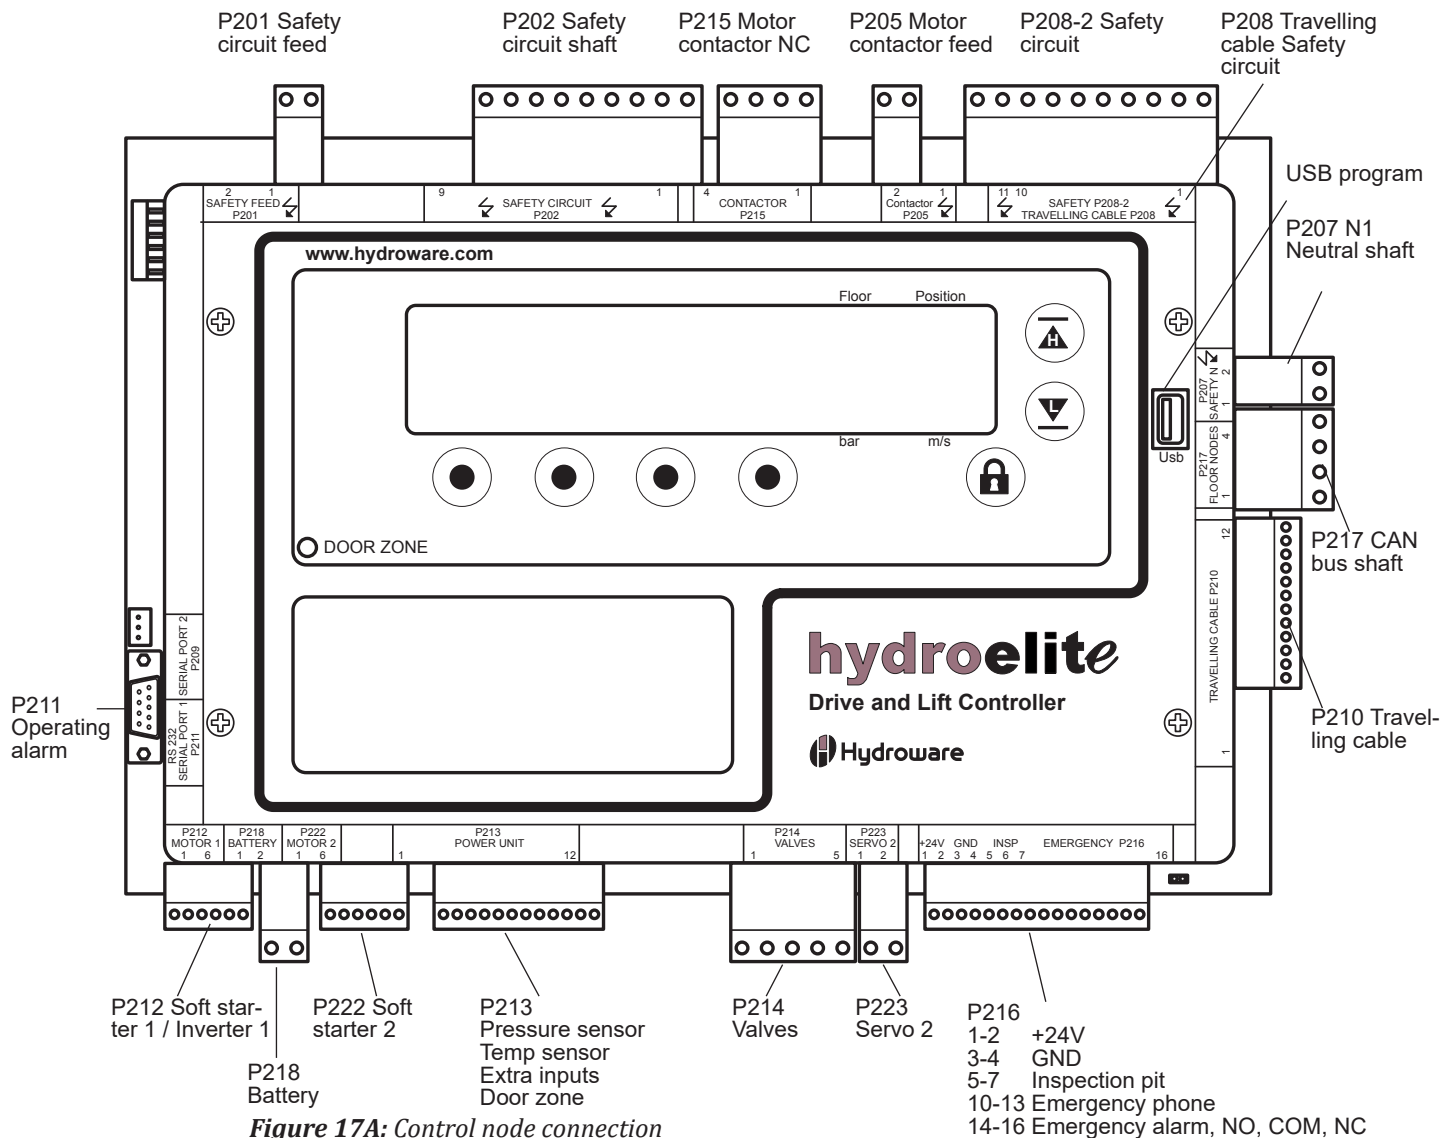 P201 Safety
circuit feed
P202 Safety
circuit shaft
P215 Motor
contactor NC
P205 Motor
contactor feed
P208-2 Safety
circuit
P208 Travelling
cable Safety
circuit
USB program
P207 N1
Neutral shaft
2 1
SAFETY FEED
P201
9 1
SAFETY CIRCUIT
P202
4 1
CONTACTOR
P215
2 1
Contactor
P205
11 10 1
SAFETY P208-2
TRAVELLING CABLE P208
www.hydroware.com
Floor Position
H
L
bar m/s
Usb
DOOR ZONE
P207
SAFETY N
1 2
P217
FLOOR NODES
1 4
P217 CAN
bus shaft
TRAVELLING CABLE P210
1 12
P210 Travel-
ling cable
SERIAL PORT 2
P209
RS 232
SERIAL PORT 1
P211
P211
Operating
alarm
hydroelite
Drive and Lift Controller
Hydroware
P212
MOTOR 1
1 6
P218
BATTERY
1 2
P222
MOTOR 2
1 6
P213
POWER UNIT
1 12
P214
VALVES
1 5
P223
SERVO 2
1 2
+24V GND INSP EMERGENCY P216
1 2 3 4 5 6 7 16
P212 Soft star-
ter 1 / Inverter 1
P218
Battery
P222 Soft
starter 2
P213
Pressure sensor
Temp sensor
Extra inputs
Door zone
P214
Valves
P223
Servo 2
P216
1-2 +24V
3-4 GND
5-7 Inspection pit
10-13 Emergency phone
14-16 Emergency alarm, NO, COM, NC
Figure 17A: Control node connection